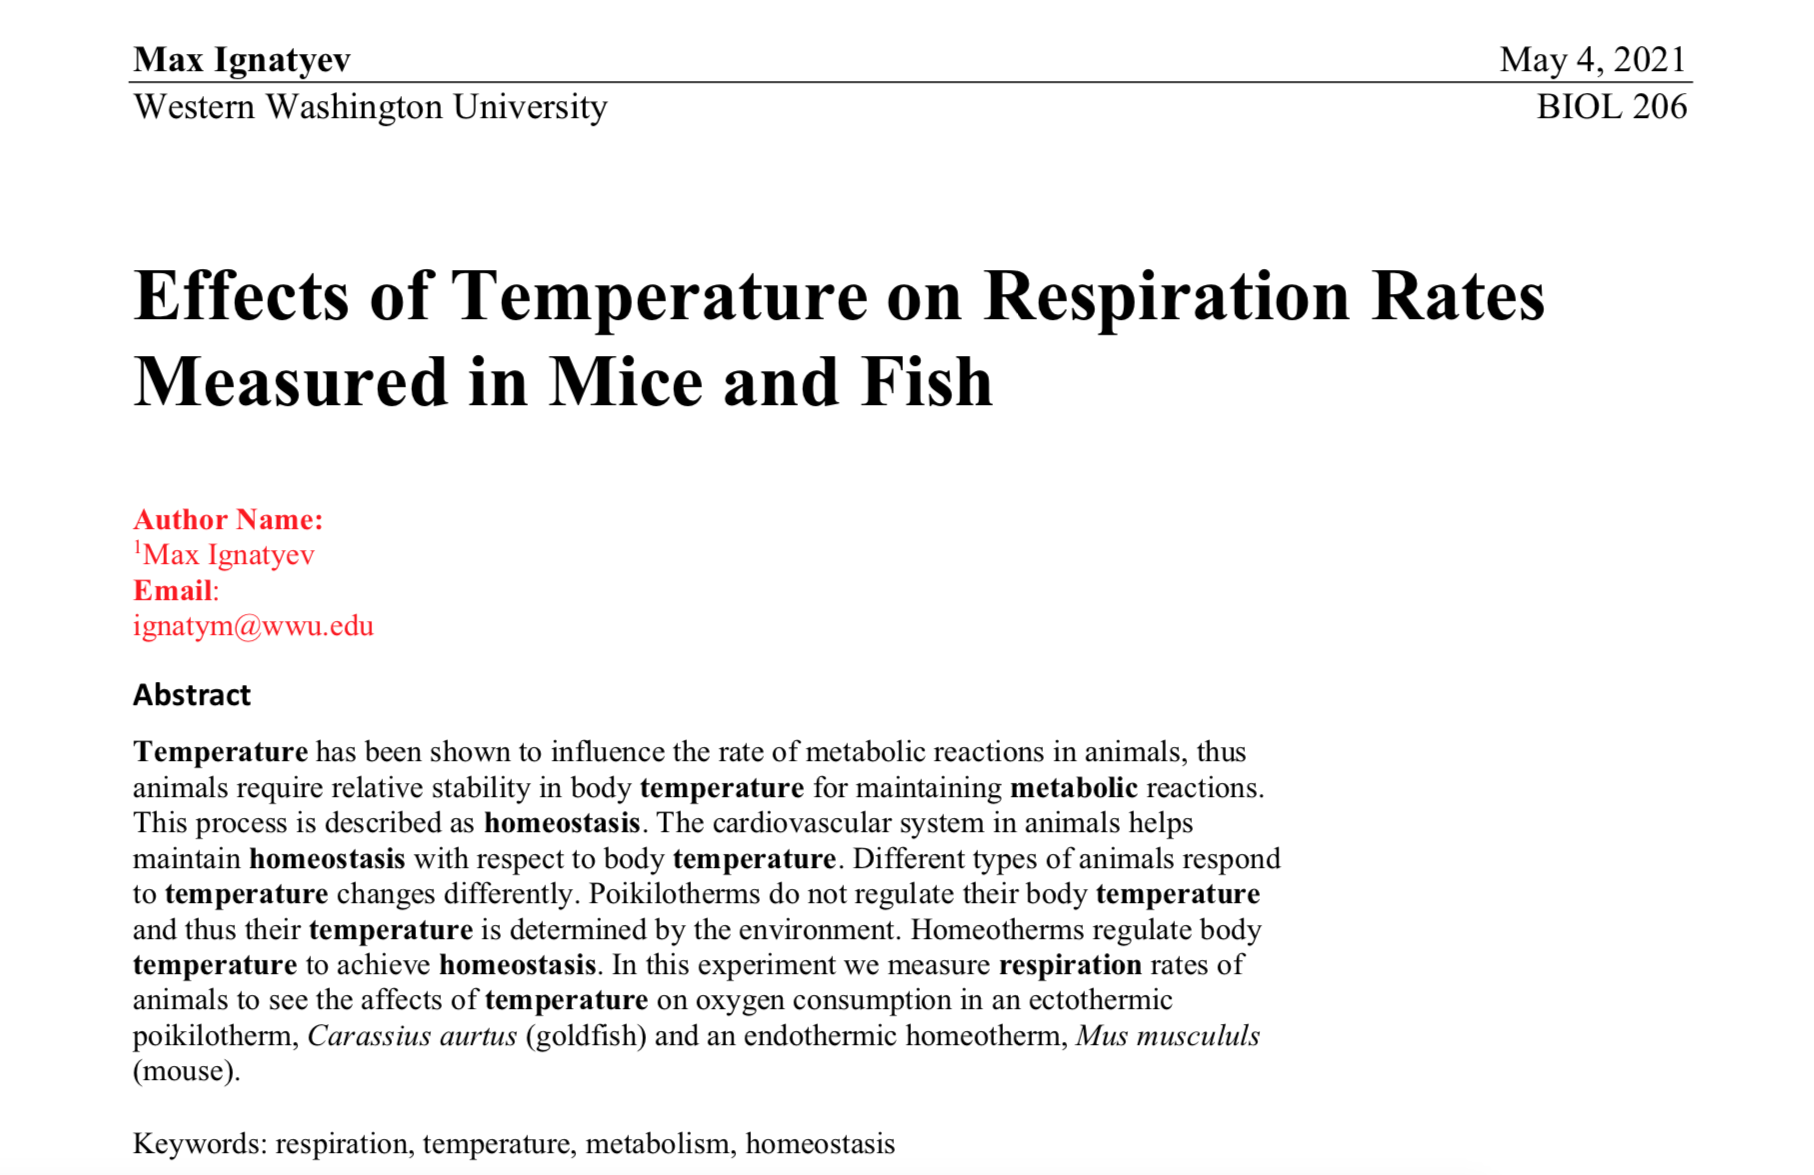 Max Ignatyev May 4, 2021
Western Washington University BIOL 206
Effects of Temperature on Respiration Rates
Measured in Mice and Fish
Author Name:
¹Max Ignatyev
Email:
ignatym@wwu.edu
Abstract
Temperature has been shown to influence the rate of metabolic reactions in animals, thus
animals require relative stability in body temperature for maintaining metabolic reactions.
This process is described as homeostasis. The cardiovascular system in animals helps
maintain homeostasis with respect to body temperature. Different types of animals respond
to temperature changes differently. Poikilotherms do not regulate their body temperature
and thus their temperature is determined by the environment. Homeotherms regulate body
temperature to achieve homeostasis. In this experiment we measure respiration rates of
animals to see the affects of temperature on oxygen consumption in an ectothermic
poikilotherm, Carassius aurtus (goldfish) and an endothermic homeotherm, Mus muscululs
(mouse).
Keywords: respiration, temperature, metabolism, homeostasis